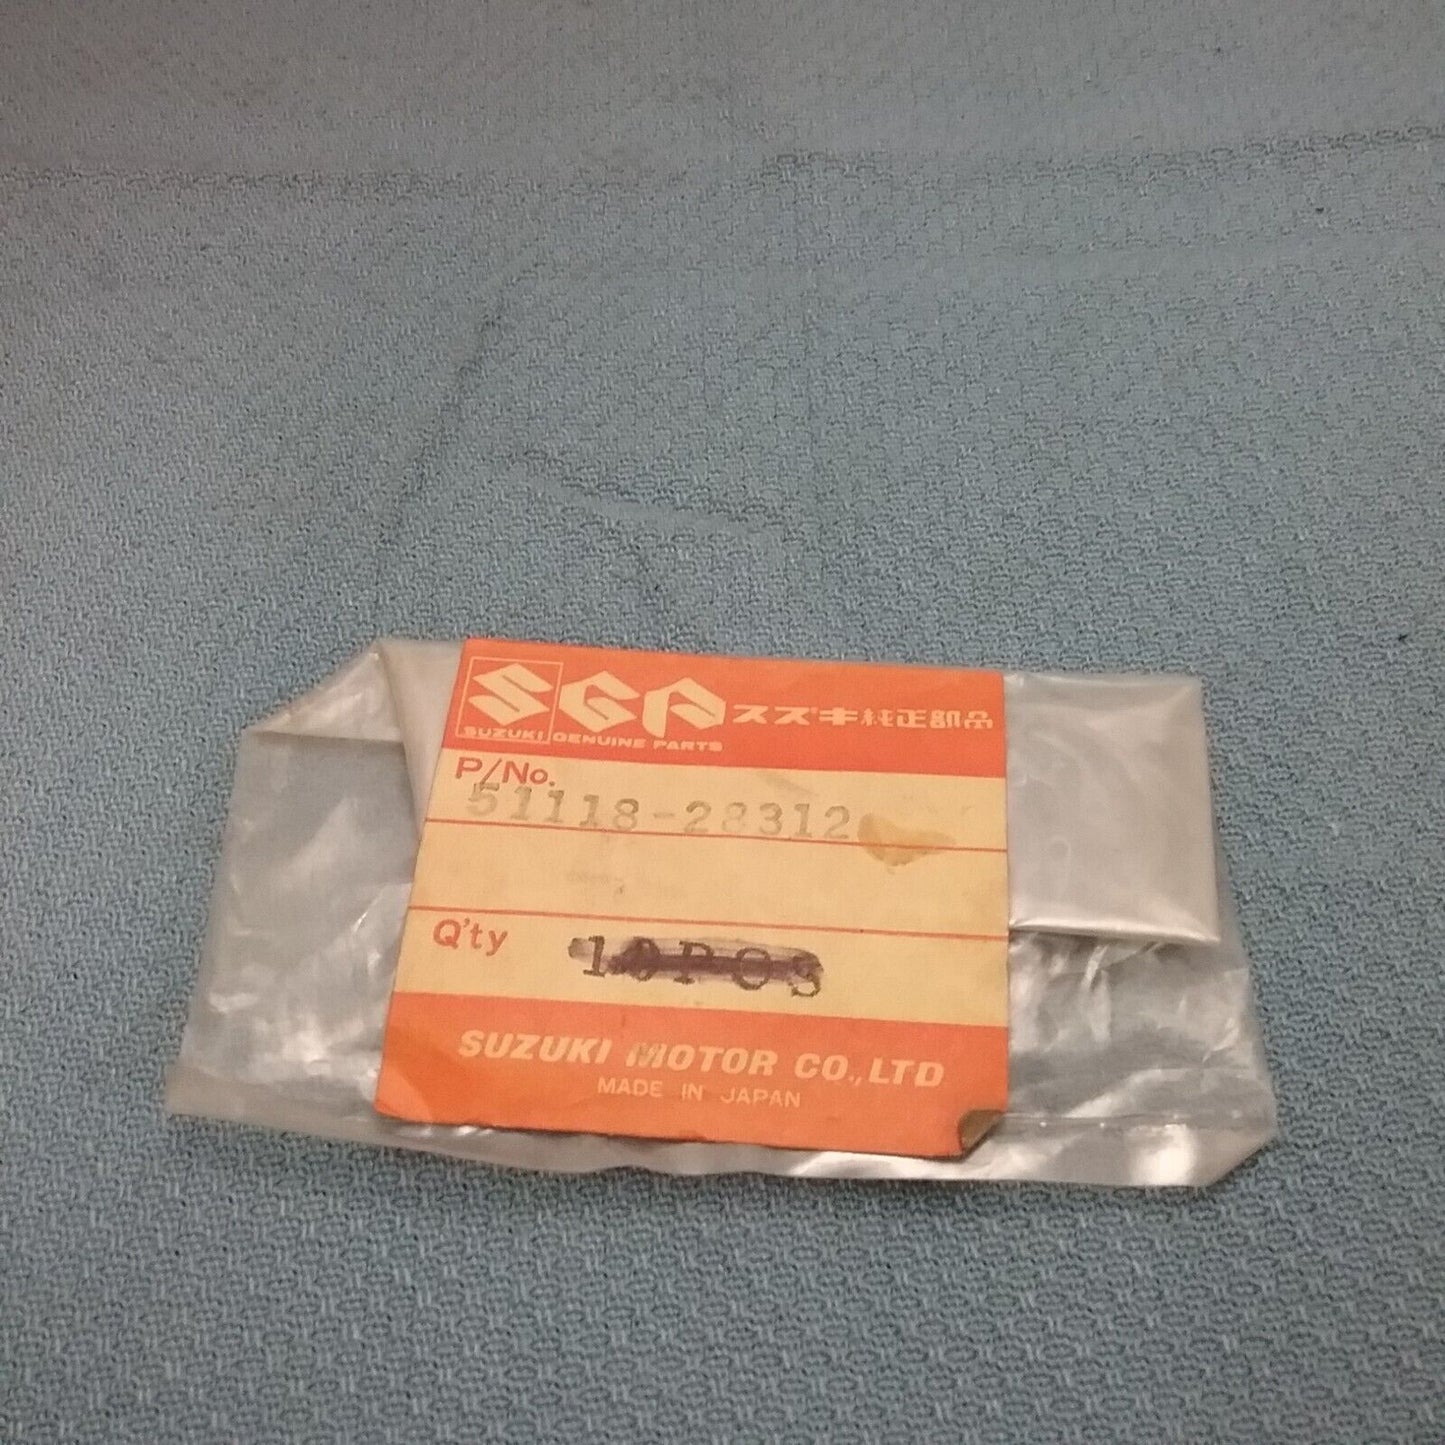 SGP スズキ純正部品
SUZUKI GENUINE PARTS
P/No.
51118-28312
Q'ty 10PCS
SUZUKI MOTOR CO.,LTD
MADE IN JAPAN